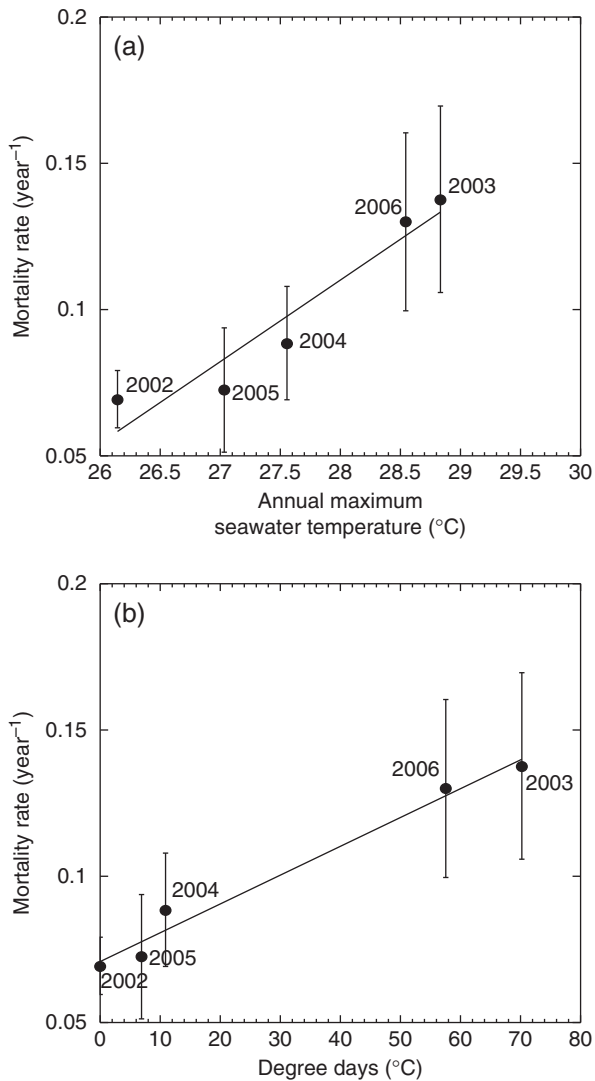 (a)
0.2
0.15
0.1
0.05
Mortality rate (year⁻¹)
2002
2005
2004
2006
2003
26 26.5 27 27.5 28 28.5 29 29.5 30
Annual maximum
seawater temperature (°C)
(b)
0.2
0.15
0.1
0.05
Mortality rate (year⁻¹)
2002
2005
2004
2006
2003
0 10 20 30 40 50 60 70 80
Degree days (°C)